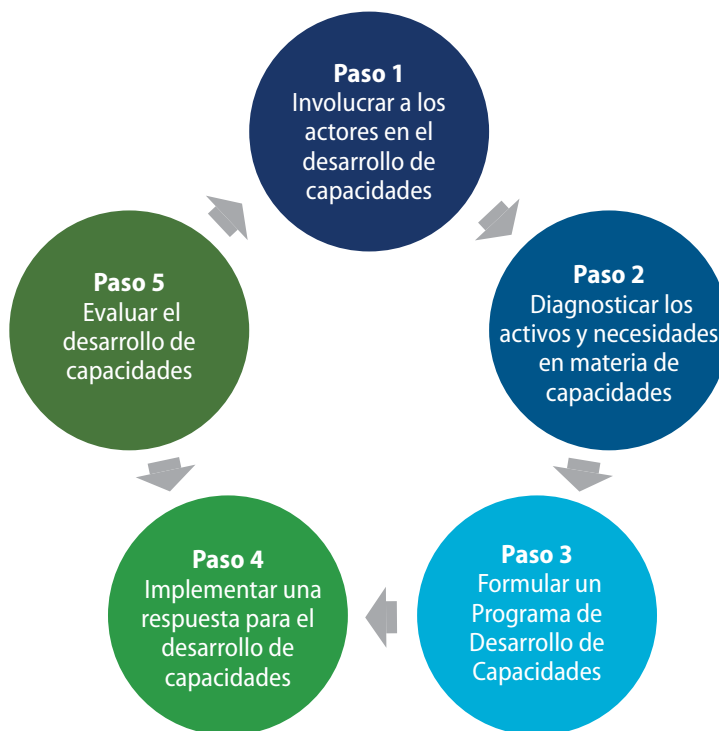 Paso 1
Involucrar a los
actores en el
desarrollo de
capacidades
Paso 2
Diagnosticar los
activos y necesidades
en materia de
capacidades
Paso 3
Formular un
Programa de
Desarrollo de
Capacidades
Paso 4
Implementar una
respuesta para el
desarrollo de
capacidades
Paso 5
Evaluar el
desarrollo de
capacidades